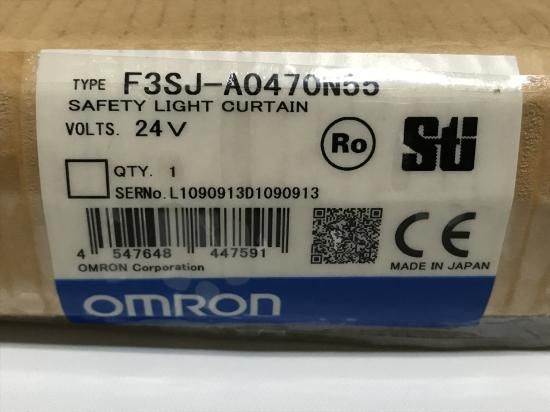 TYPE F3SJ-A0470N55
SAFETY LIGHT CURTAIN
VOLTS. 24V
Ro
Sti
QTY. 1
SERNo. L1090913D1090913
4 547648 447591
OMRON Corporation
CE
MADE IN JAPAN
OMRON